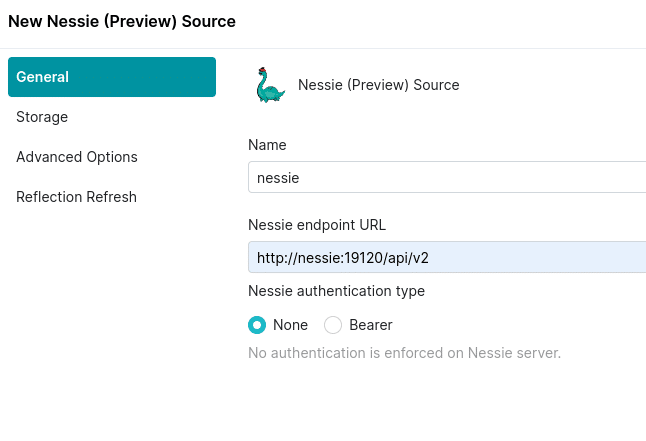 New Nessie (Preview) Source
General
Storage
Advanced Options
Reflection Refresh
Nessie (Preview) Source
Name
nessie
Nessie endpoint URL
http://nessie:19120/api/v2
Nessie authentication type
None
Bearer
No authentication is enforced on Nessie server.